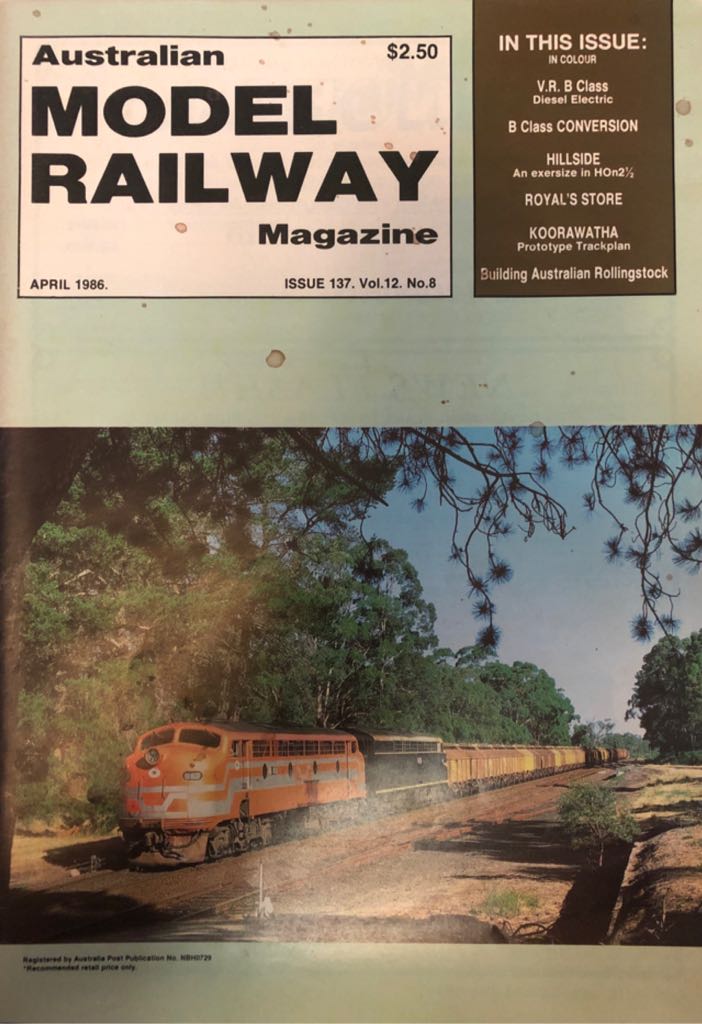 Australian
$2.50
MODEL
RAILWAY
Magazine
APRIL 1986.
ISSUE 137. Vol.12. No.8
IN THIS ISSUE:
IN COLOUR
V.R. B Class
Diesel Electric
B Class CONVERSION
HILLSIDE
An exersize in HOn2½
ROYAL'S STORE
KOORAWATHA
Prototype Trackplan
Building Australian Rollingstock
Registered by Australia Post Publication No. NBH0729
*Recommended retail price only.